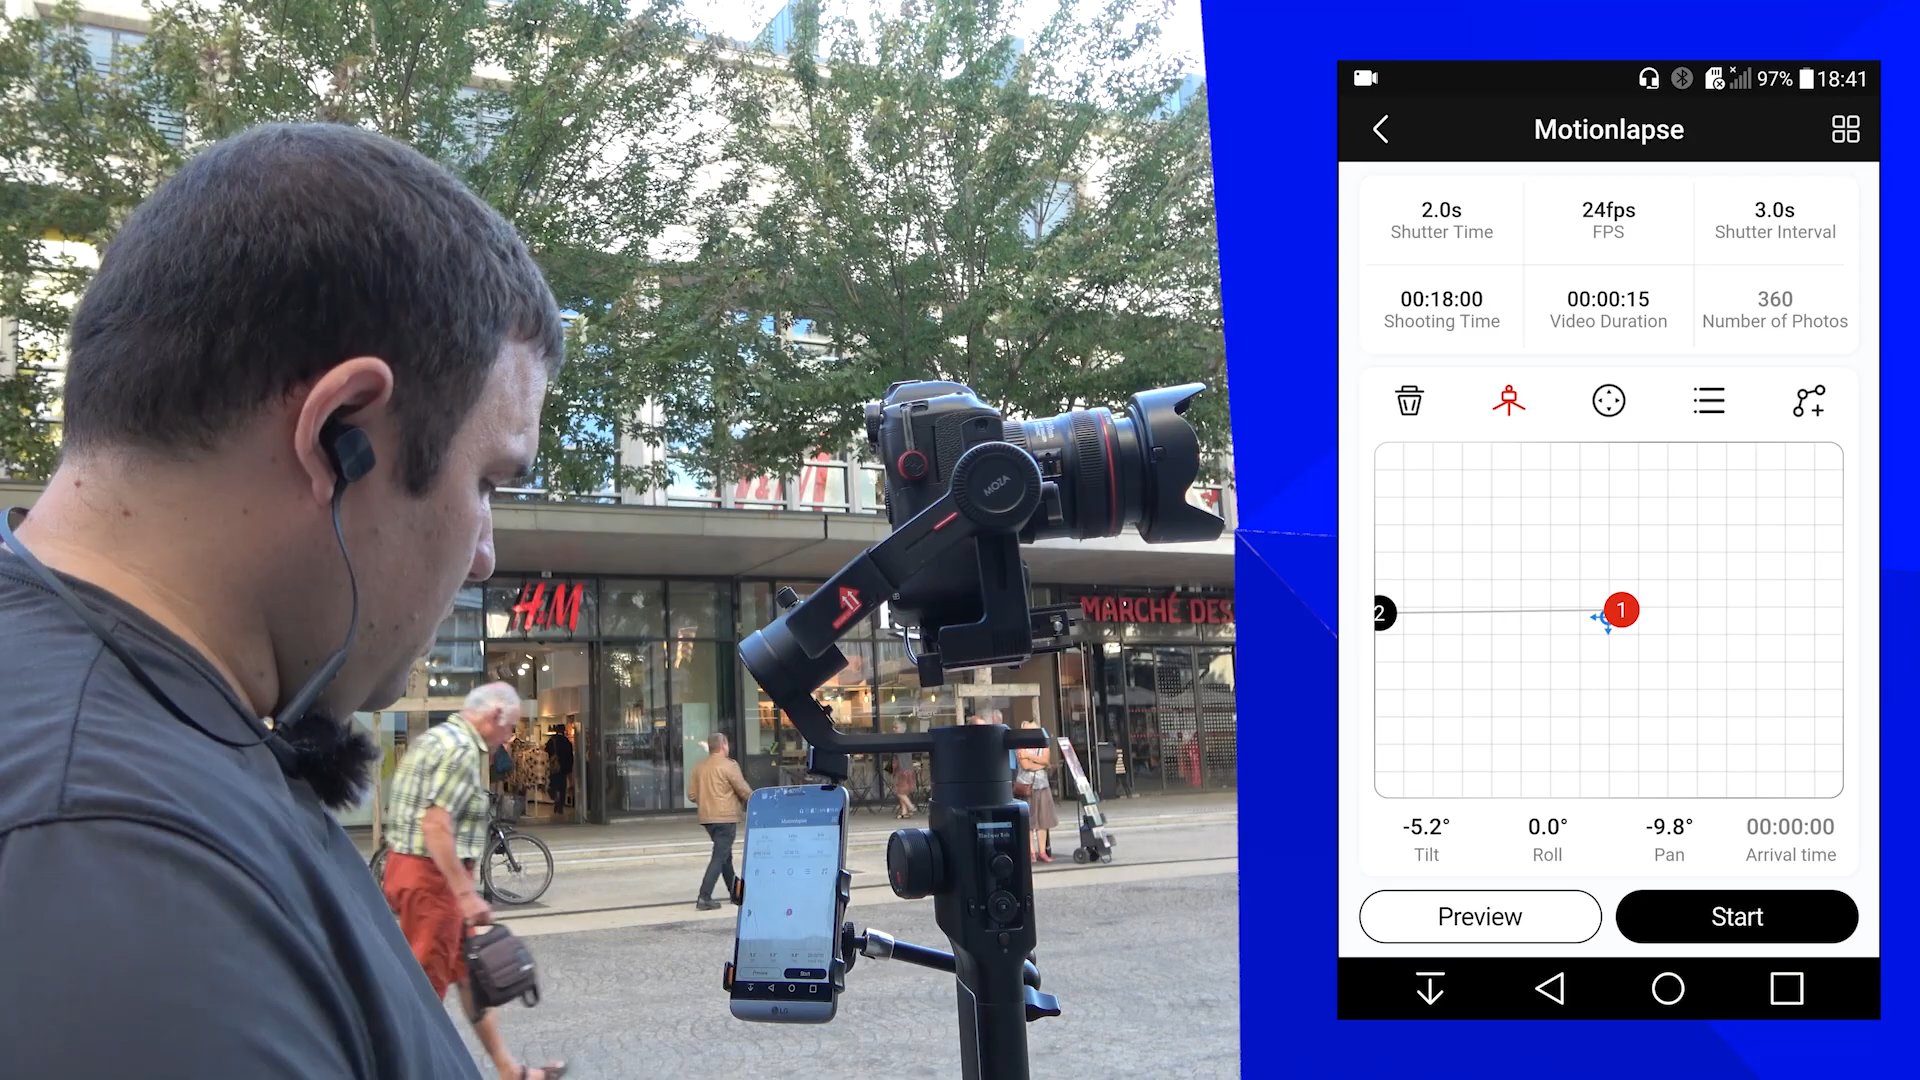 H&M
MARCHÉ DES
MOZA
Motionlapse
LG
97% 18:41
Motionlapse
2.0s
Shutter Time
24fps
FPS
3.0s
Shutter Interval
00:18:00
Shooting Time
00:00:15
Video Duration
360
Number of Photos
2
1
-5.2°
Tilt
0.0°
Roll
-9.8°
Pan
00:00:00
Arrival time
Preview
Start